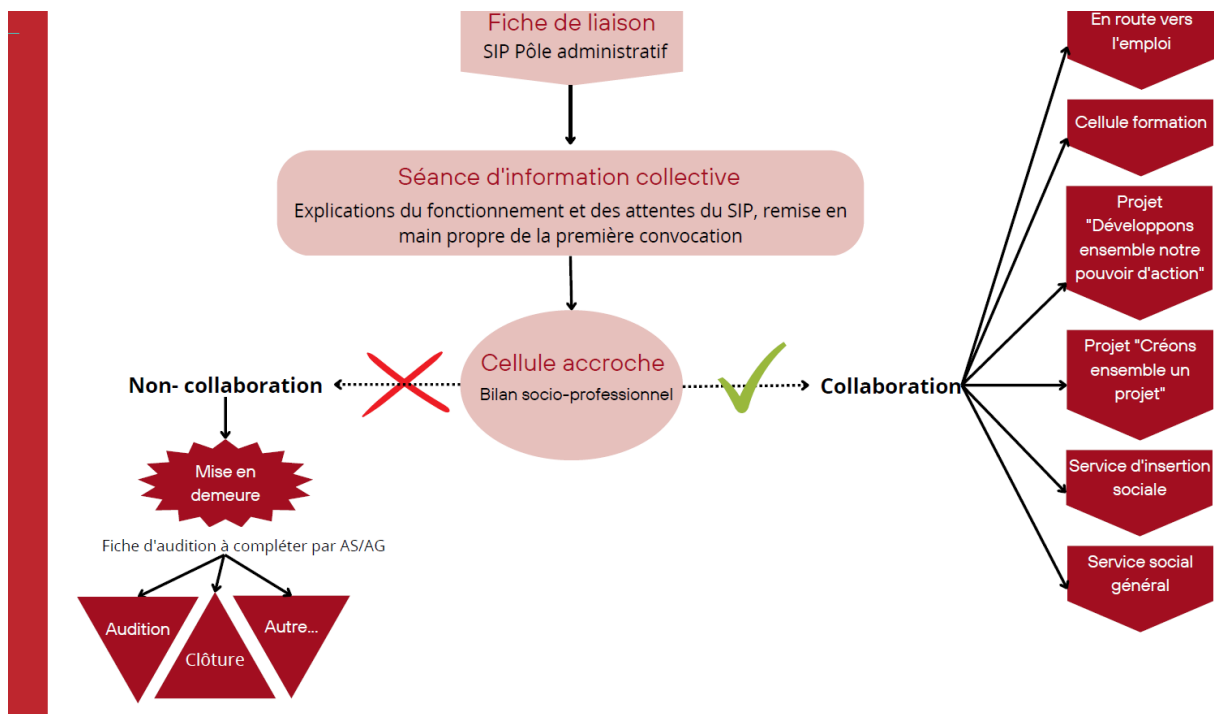 Fiche de liaison
SIP Pôle administratif
Séance d'information collective
Explications du fonctionnement et des attentes du SIP, remise en
main propre de la première convocation
Cellule accroche
Bilan socio-professionnel
Non- collaboration
Mise en
demeure
Fiche d'audition à compléter par AS/AG
Audition
Clôture
Autre...
Collaboration
En route vers
l'emploi
Cellule formation
Projet
"Développons
ensemble notre
pouvoir d'action"
Projet "Créons
ensemble un
projet"
Service d'insertion
sociale
Service social
général